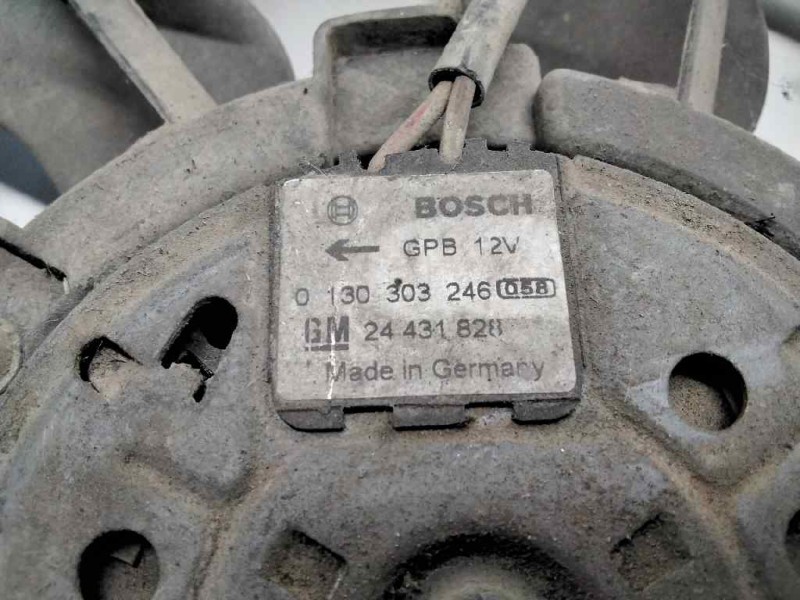 BOSCH
GPB 12V
0 130 303 246 058
GM 24 431 828
Made in Germany